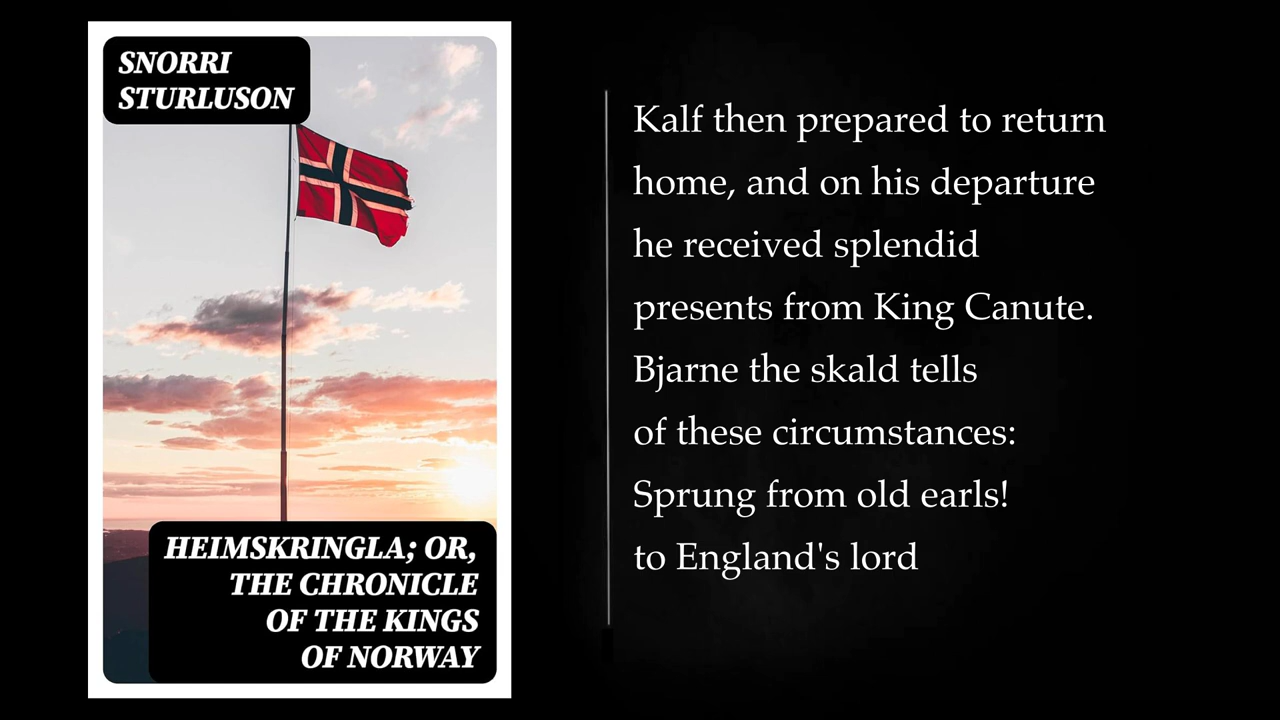 SNORRI
STURLUSON
HEIMSKRINGLA; OR,
THE CHRONICLE
OF THE KINGS
OF NORWAY
Kalf then prepared to return
home, and on his departure
he received splendid
presents from King Canute.
Bjarne the skald tells
of these circumstances:
Sprung from old earls!
to England's lord